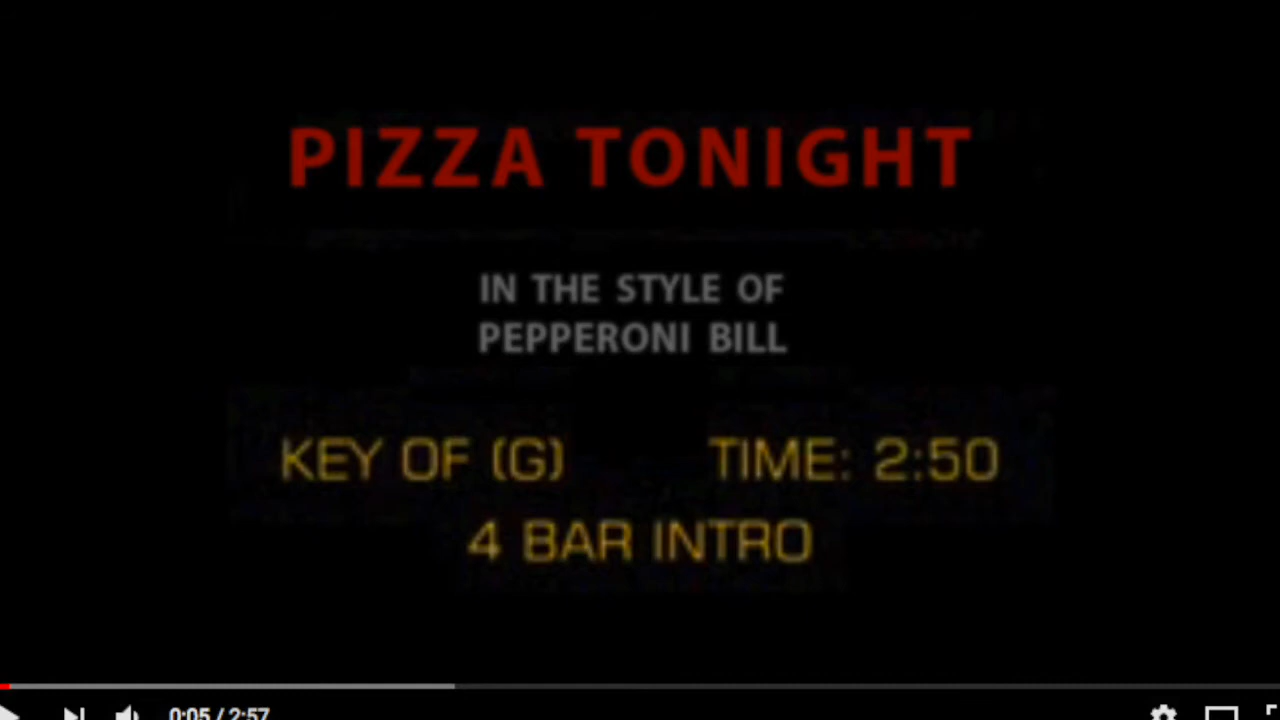 PIZZA TONIGHT
IN THE STYLE OF
PEPPERONI BILL
KEY OF (G) TIME: 2:50
4 BAR INTRO
0:05 / 2:57